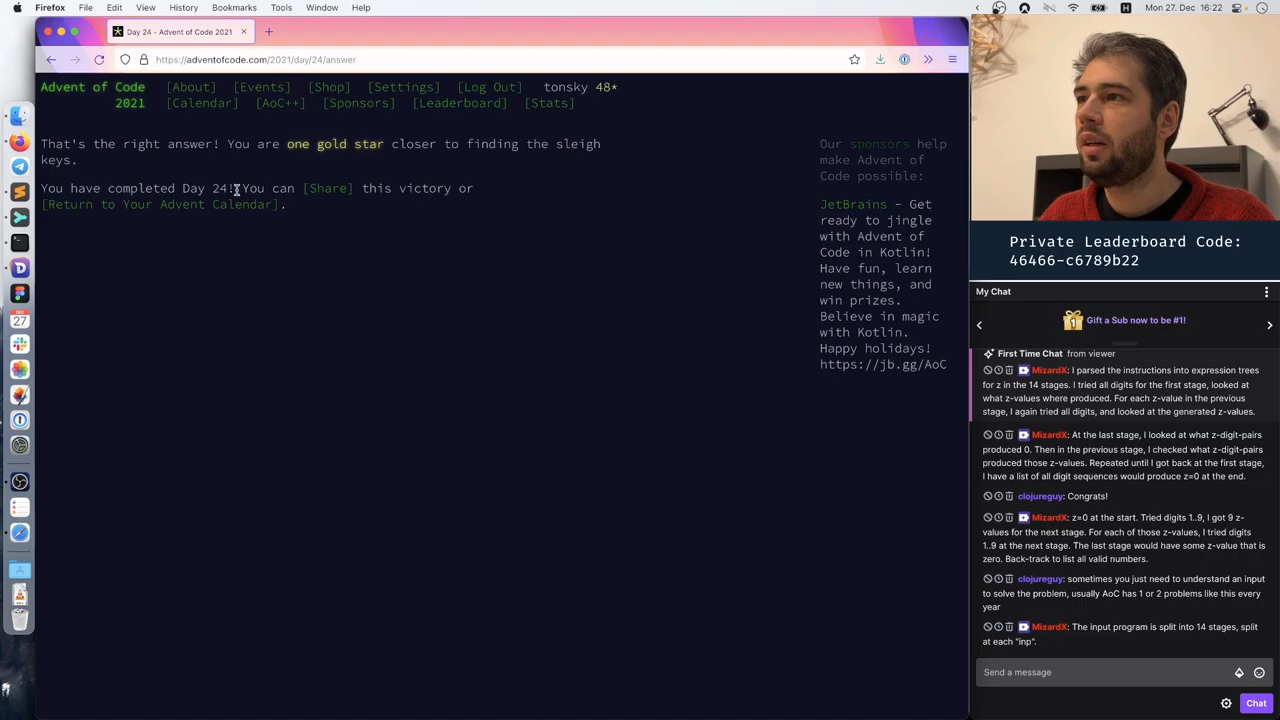 Firefox File Edit View History Bookmarks Tools Window Help
Mon 27. Dec 16:22
Day 24 - Advent of Code 2021
https://adventofcode.com/2021/day/24/answer
Advent of Code [About] [Events] [Shop] [Settings] [Log Out] tonsky 48*
2021 [Calendar] [AoC++] [Sponsors] [Leaderboard] [Stats]
That's the right answer! You are one gold star closer to finding the sleigh
keys.
You have completed Day 24! You can [Share] this victory or
[Return to Your Advent Calendar].
Our sponsors help
make Advent of
Code possible:
JetBrains - Get
ready to jingle
with Advent of
Code in Kotlin!
Have fun, learn
new things, and
win prizes.
Believe in magic
with Kotlin.
Happy holidays!
https://jb.gg/AoC
DEC
27
Private Leaderboard Code:
46466-c6789b22
My Chat
1
Gift a Sub now to be #1!
First Time Chat from viewer
MizardX: I parsed the instructions into expression trees
for z in the 14 stages. I tried all digits for the first stage, looked at
what z-values where produced. For each z-value in the previous
stage, I again tried all digits, and looked at the generated z-values.
MizardX: At the last stage, I looked at what z-digit-pairs
produced 0. Then in the previous stage, I checked what z-digit-pairs
produced those z-values. Repeated until I got back at the first stage,
I have a list of all digit sequences would produce z=0 at the end.
clojureguy: Congrats!
MizardX: z=0 at the start. Tried digits 1..9, I got 9 z-
values for the next stage. For each of those z-values, I tried digits
1..9 at the next stage. The last stage would have some z-value that is
zero. Back-track to list all valid numbers.
clojureguy: sometimes you just need to understand an input
to solve the problem, usually AoC has 1 or 2 problems like this every
year
MizardX: The input program is split into 14 stages, split
at each "inp".
Send a message
Chat